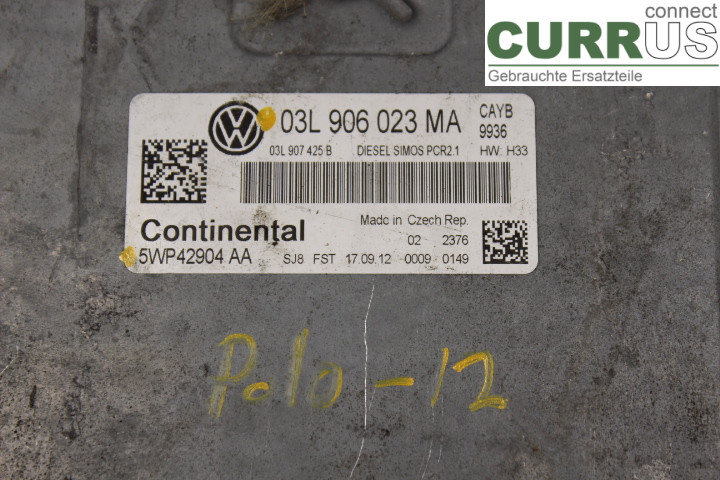 connect
CURRUS
Gebrauchte Ersatzteile
03L 906 023 MA
CAYB
9936
03L 907 425 B DIESEL SIMOS PCR2.1 HW: H33
Continental
Made in Czech Rep.
02 2376
5WP42904 AA
SJ8 FST 17.09.12 0009 0149
Polo-12